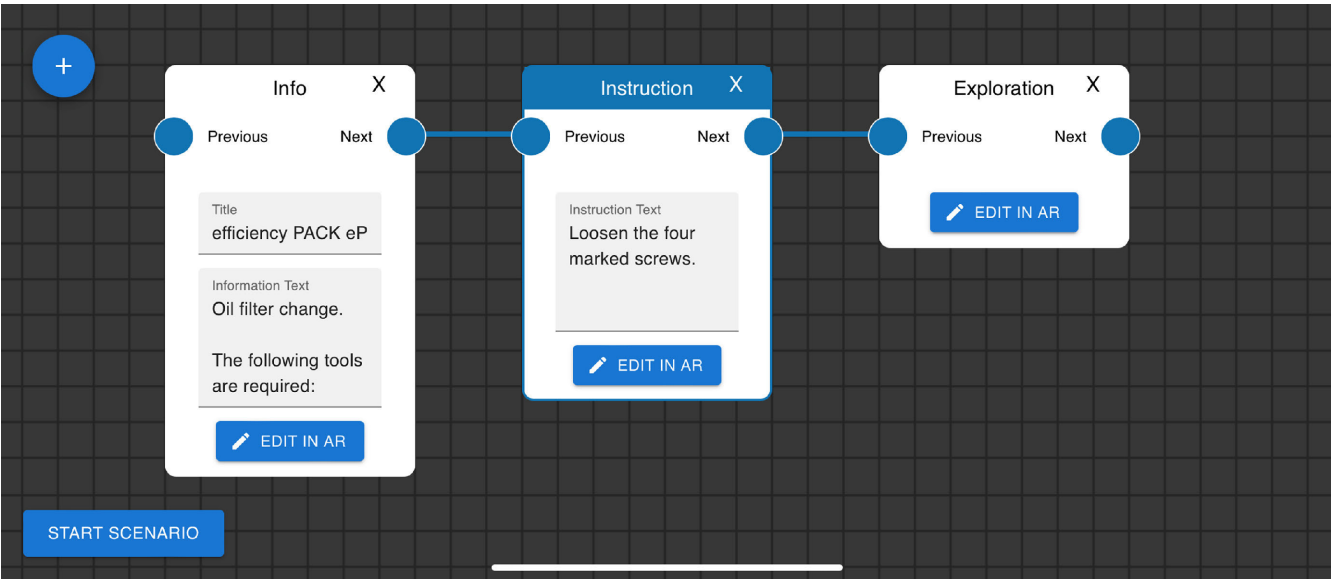 +
Info X
Previous Next
Title
efficiency PACK eP
Information Text
Oil filter change.
The following tools
are required:
EDIT IN AR
Instruction X
Previous Next
Instruction Text
Loosen the four
marked screws.
EDIT IN AR
Exploration X
Previous Next
EDIT IN AR
START SCENARIO